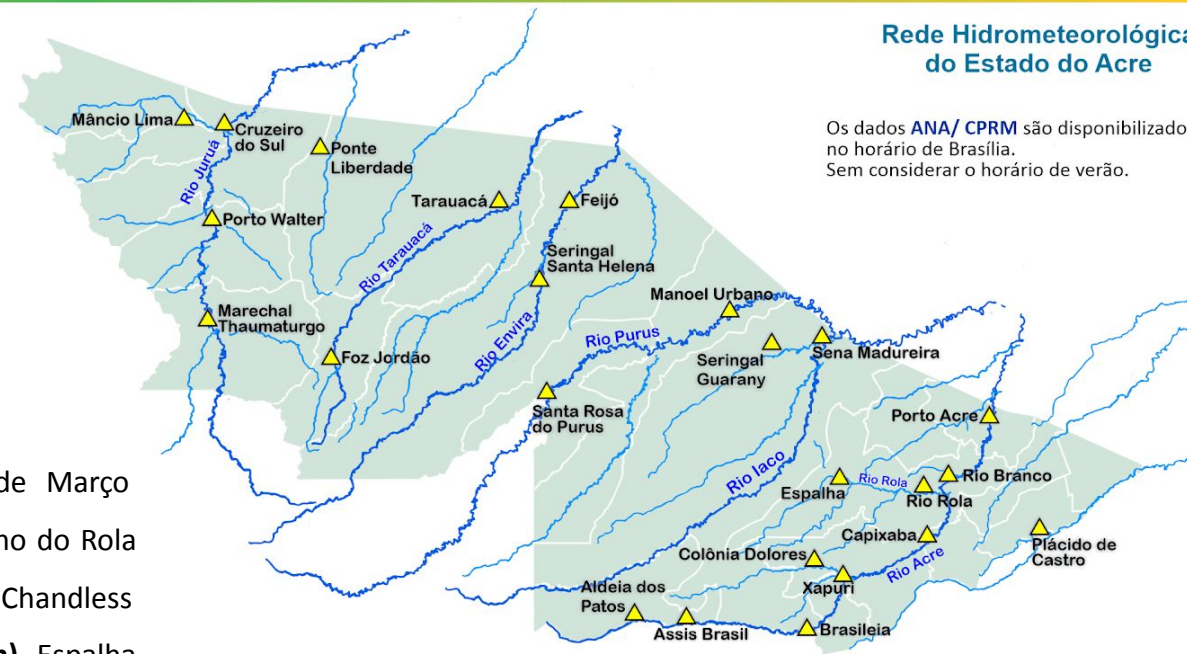 Rede Hidrometeorológica
do Estado do Acre
Os dados ANA/ CPRM são disponibilizado
no horário de Brasília.
Sem considerar o horário de verão.
Mâncio Lima
Cruzeiro
do Sul
Ponte
Liberdade
Rio Juruá
Porto Walter
Tarauacá
Feijó
Rio Tarauacá
Seringal
Santa Helena
Marechal
Thaumaturgo
Foz Jordão
Rio Envira
Rio Purus
Manoel Urbano
Seringal
Guarany
Sena Madureira
Santa Rosa
do Purus
Porto Acre
Rio Iaco
Espalha
Rio Rola
Rio Rola
Rio Branco
Capixaba
Plácido de
Castro
Colônia Dolores
Xapuri
Rio Acre
Aldeia dos
Patos
Assis Brasil
Brasileia
de Março
do Rola
Chandless
Espalha